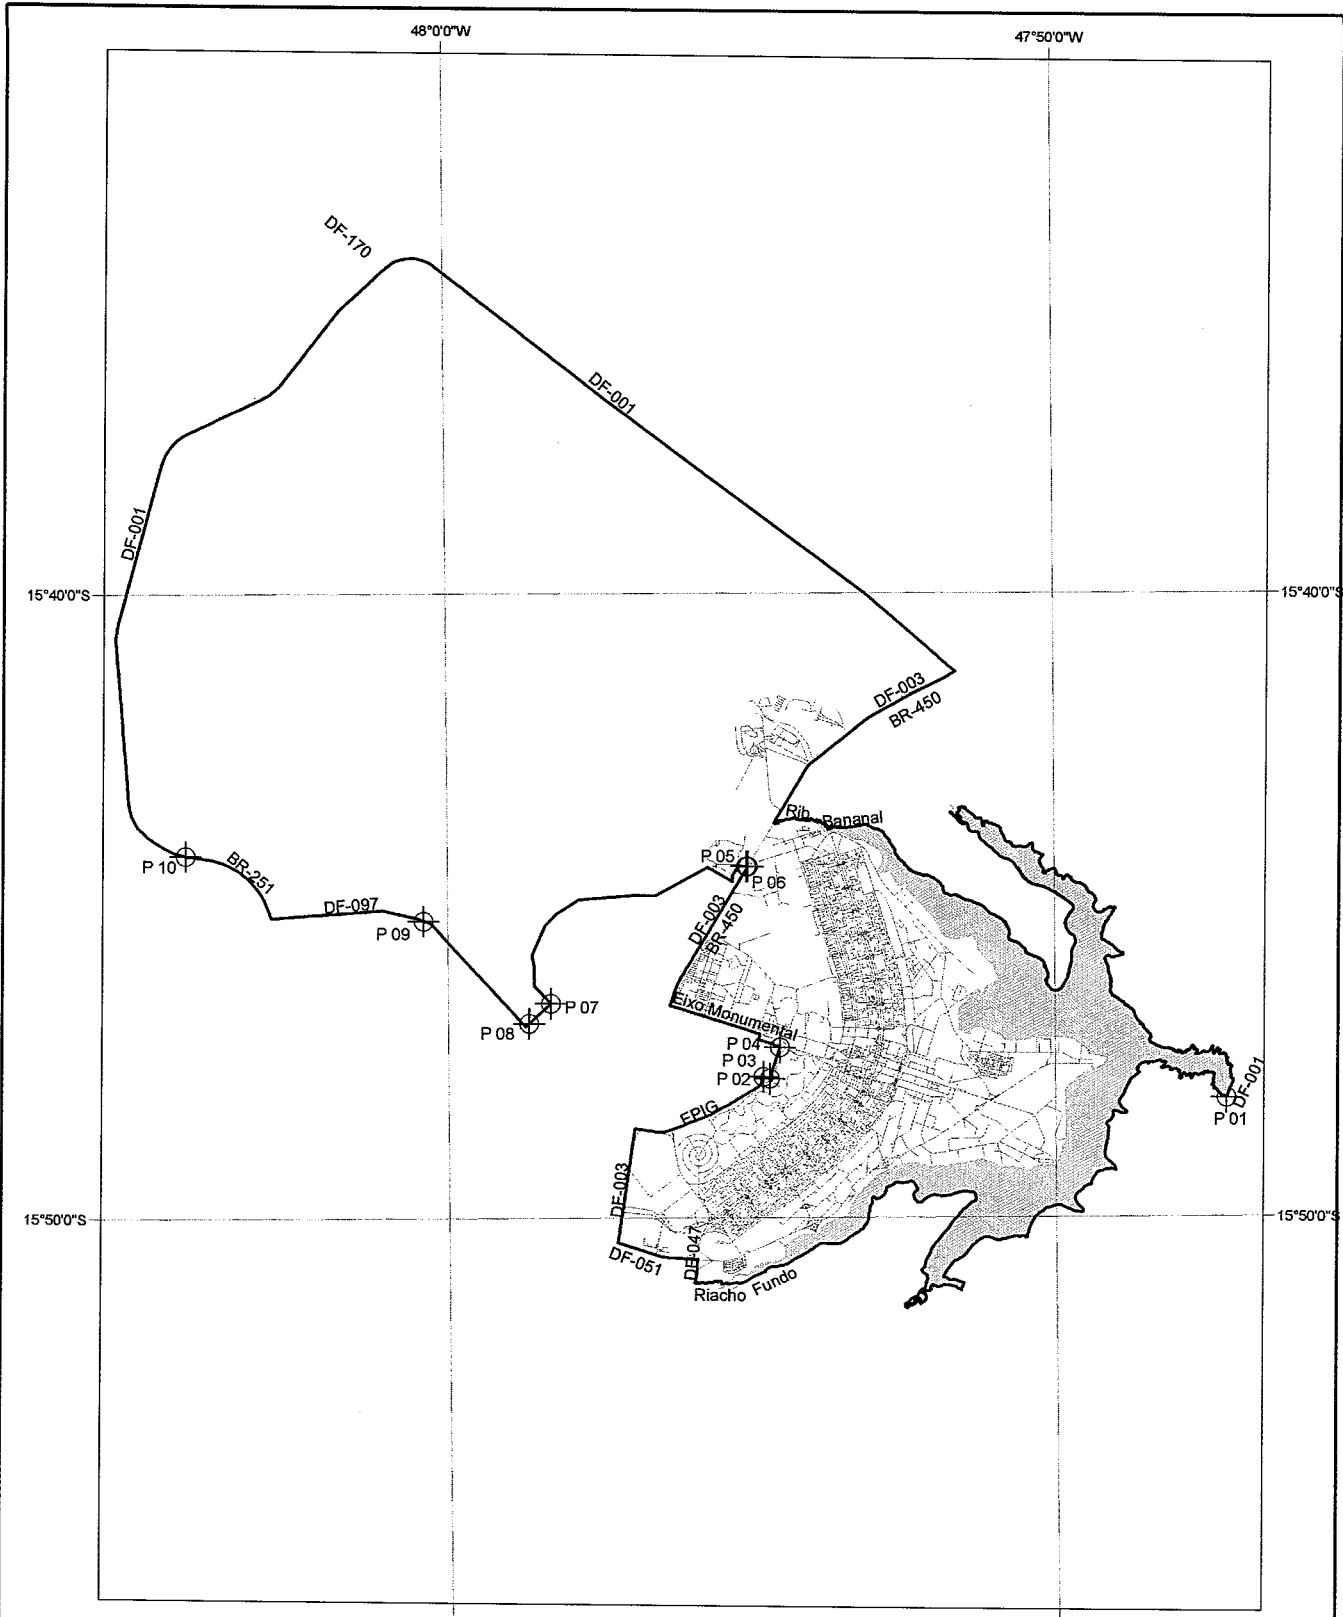 48°0'0"W
47°50'0"W
DF-170
DF-001
DF-001
15°40'0"S
15°40'0"S
DF-003
BR-450
Rib. Bananal
P 05
P 06
P 10
BR-251
DF-097
P 09
DF-003
BR-450
P 07
P 08
Eixo Monumental
P 04
P 03
P 02
DF-001
P 01
EPIG
DF-003
15°50'0"S
15°50'0"S
DF-047
DF-051
Riacho Fundo